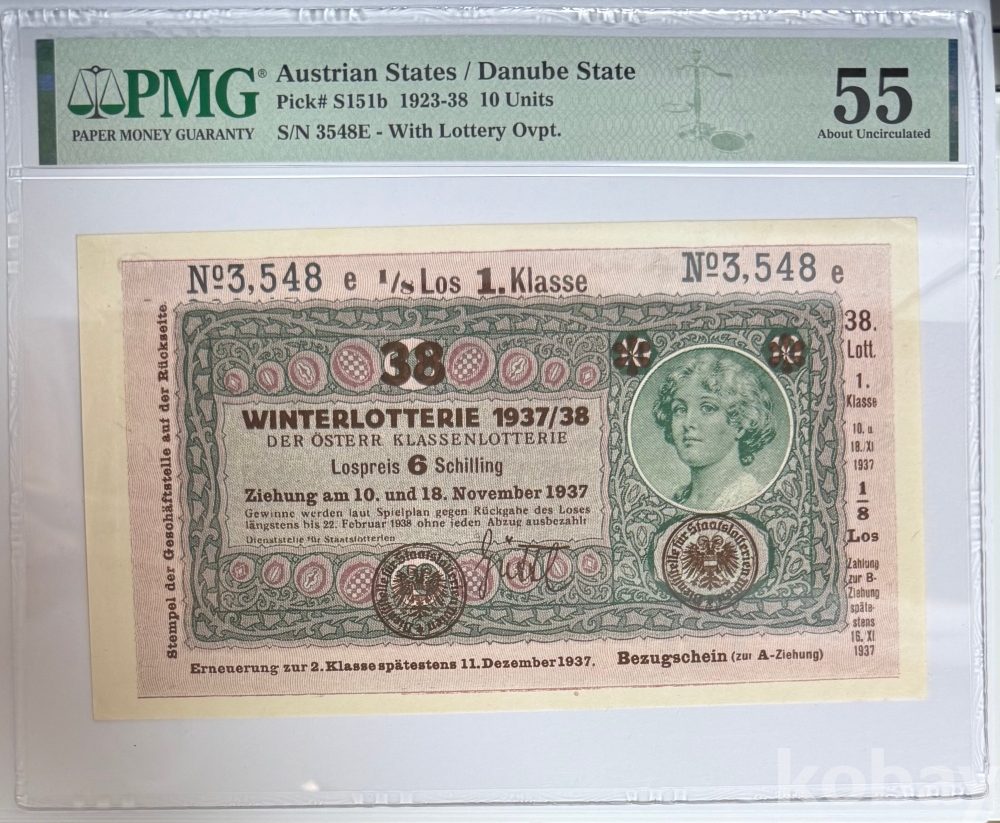 PMG®
PAPER MONEY GUARANTY
Austrian States / Danube State
Pick# S151b 1923-38 10 Units
S/N 3548E - With Lottery Ovpt.
55
About Uncirculated
№3,548 e 1/8 Los 1. Klasse
№3,548 e
Stempel der Geschäftsstelle auf der Rückseite
38
WINTERLOTTERIE 1937/38
DER ÖSTERR KLASSENLOTTERIE
Lospreis 6 Schilling
Ziehung am 10. und 18. November 1937
Gewinne werden laut Spielplan gegen Rückgabe des Loses
längstens bis 22. Februar 1938 ohne jeden Abzug ausbezahlt
Dienststelle für Staatslotterien
38.
Lott.
1.
Klasse
10. u.
18./XI
1937
1
8
Los
Zahlung
zur B-
Ziehung
späte-
stens
16. XI
1937
Erneuerung zur 2. Klasse spätestens 11. Dezember 1937.
Bezugschein (zur A-Ziehung)
kobay